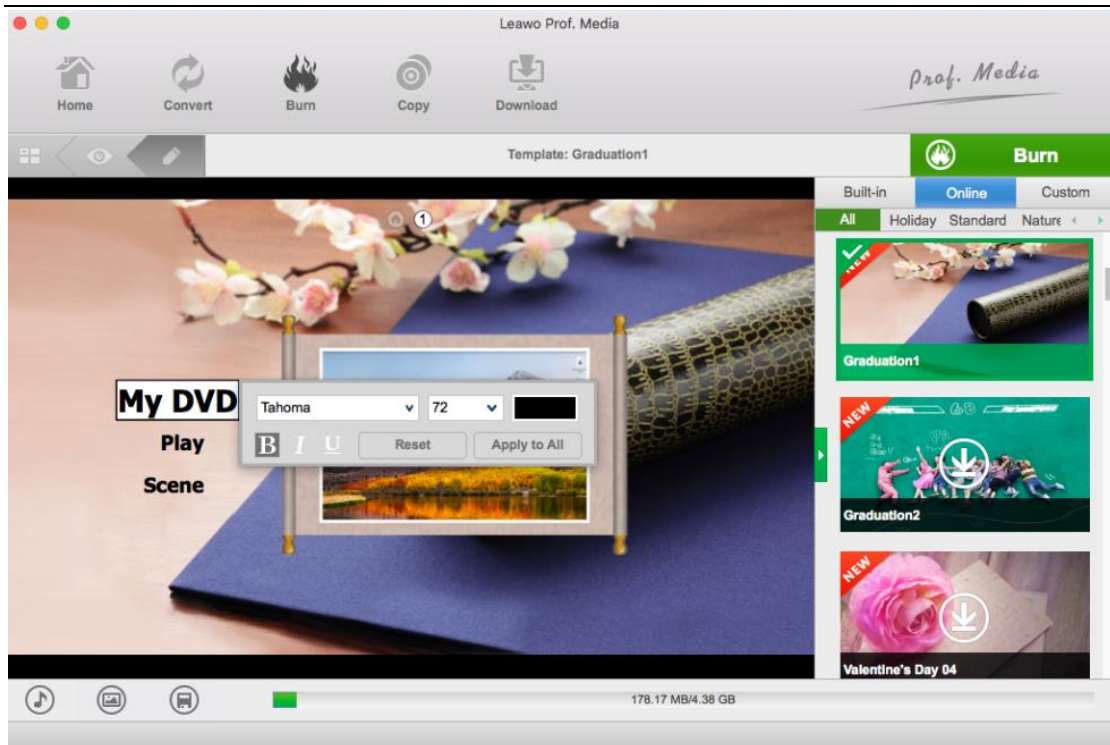 Leawo Prof. Media
Home Convert Burn Copy Download
Prof. Media
Template: Graduation1
Burn
Built-in Online Custom
All Holiday Standard Nature
1
NEW
Graduation1
My DVD
Tahoma 72
B I U Reset Apply to All
Play
Scene
NEW
Graduation2
NEW
Valentine's Day 04
178.17 MB/4.38 GB